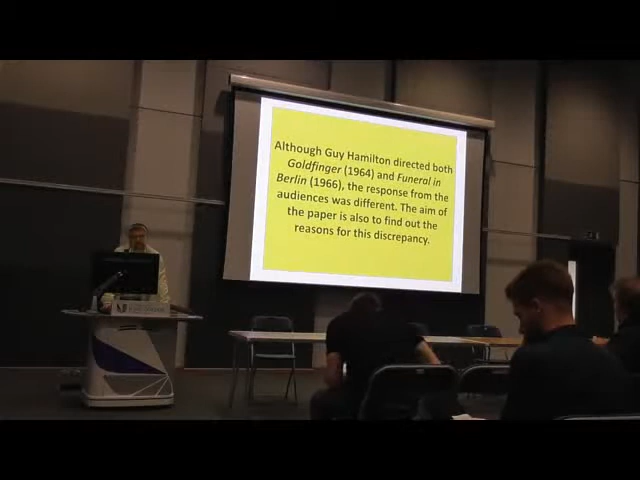 Although Guy Hamilton directed both
Goldfinger (1964) and Funeral in
Berlin (1966), the response from the
audiences was different. The aim of
the paper is also to find out the
reasons for this discrepancy.